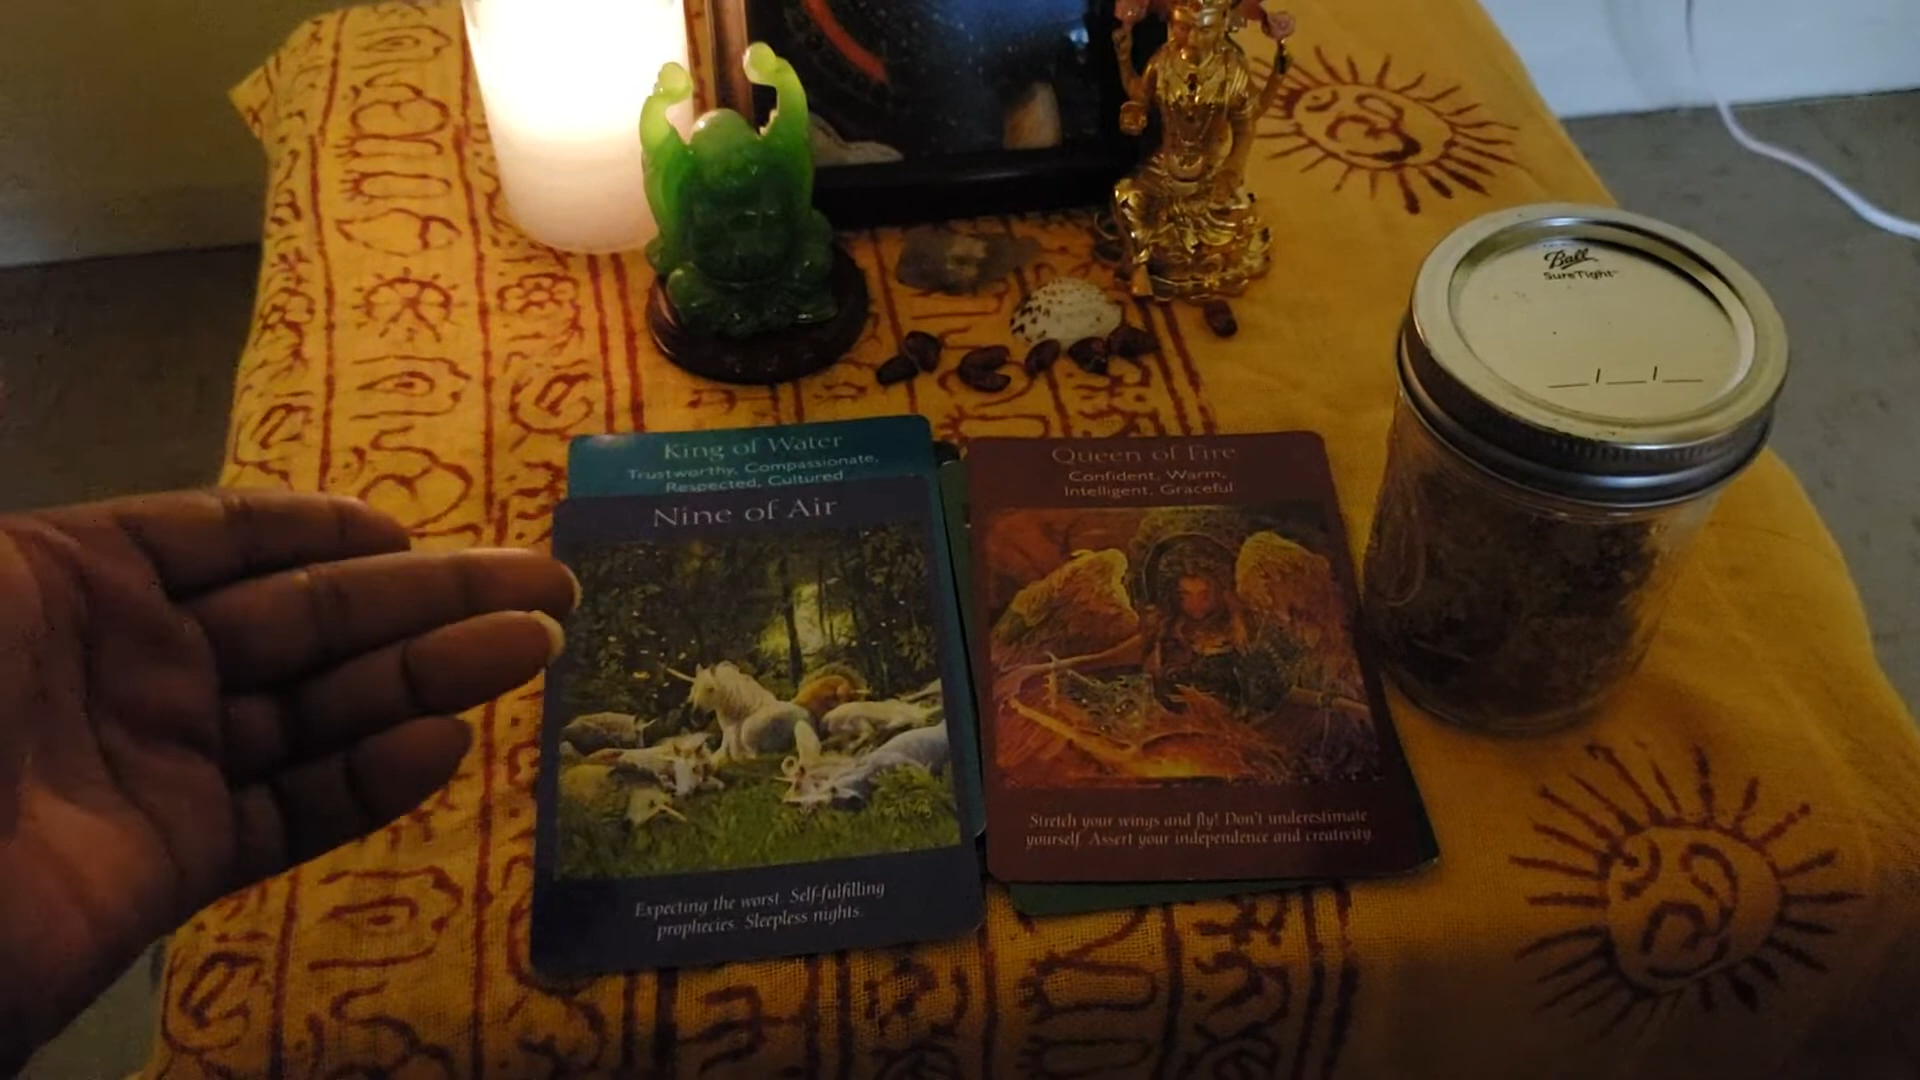 Ball
SureTight
King of Water
Trustworthy, Compassionate,
Respected, Cultured
Nine of Air
Expecting the worst. Self-fulfilling
prophecies. Sleepless nights.
Queen of Fire
Confident, Warm,
Intelligent, Graceful
Stretch your wings and fly! Don't underestimate
yourself. Assert your independence and creativity.